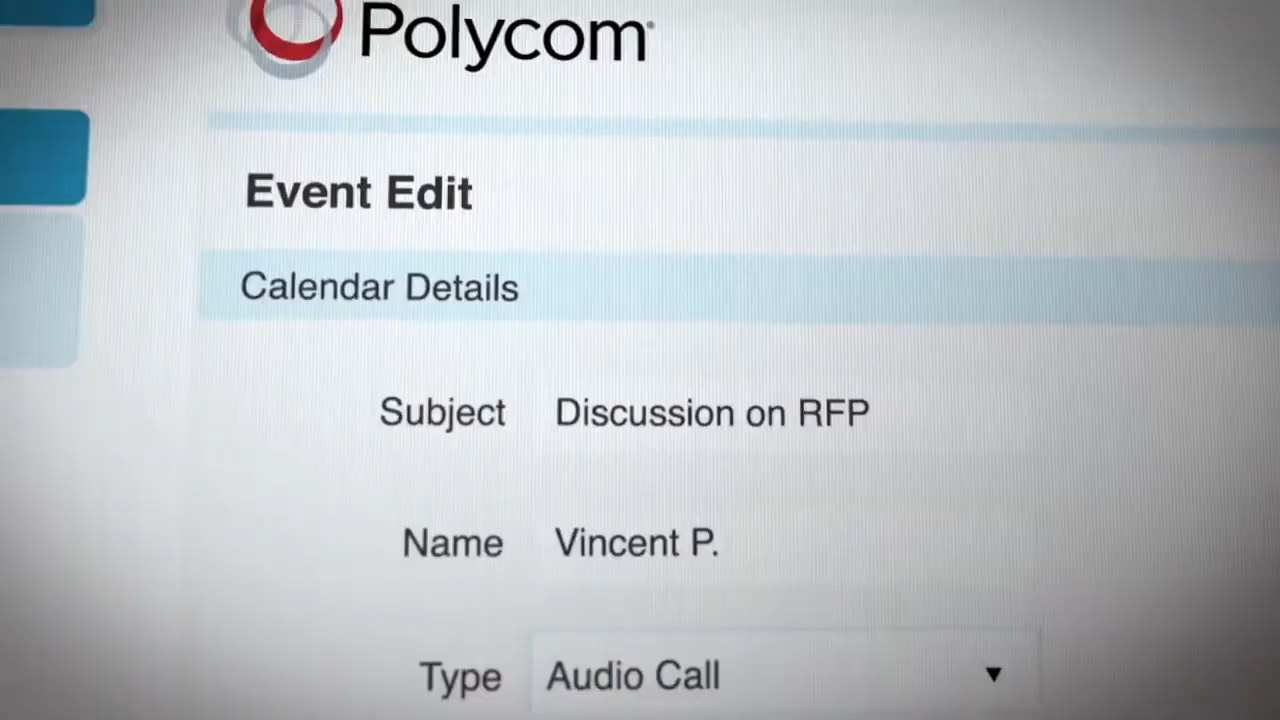 Polycom
Event Edit
Calendar Details
Subject Discussion on RFP
Name Vincent P.
Type Audio Call